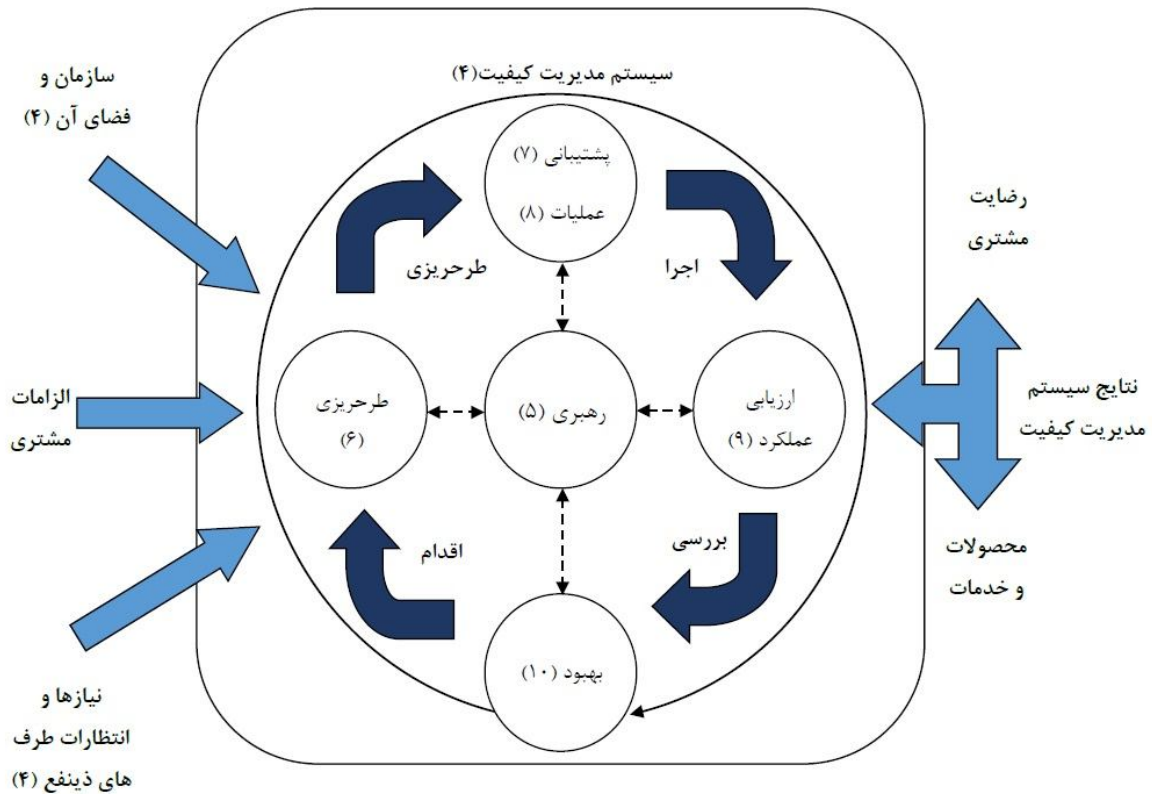 سیستم مدیریت کیفیت(۴)
سازمان و
فضای آن (۴)
الزامات
مشتری
نیازها و
انتظارات طرف
های ذینفع (۴)
پشتیبانی (۷)
عملیات (۸)
طرحریزی
اجرا
طرحریزی
(۶)
رهبری (۵)
ارزیابی
عملکرد (۹)
اقدام
بررسی
بهبود (۱۰)
رضایت
مشتری
نتایج سیستم
مدیریت کیفیت
محصولات
و خدمات